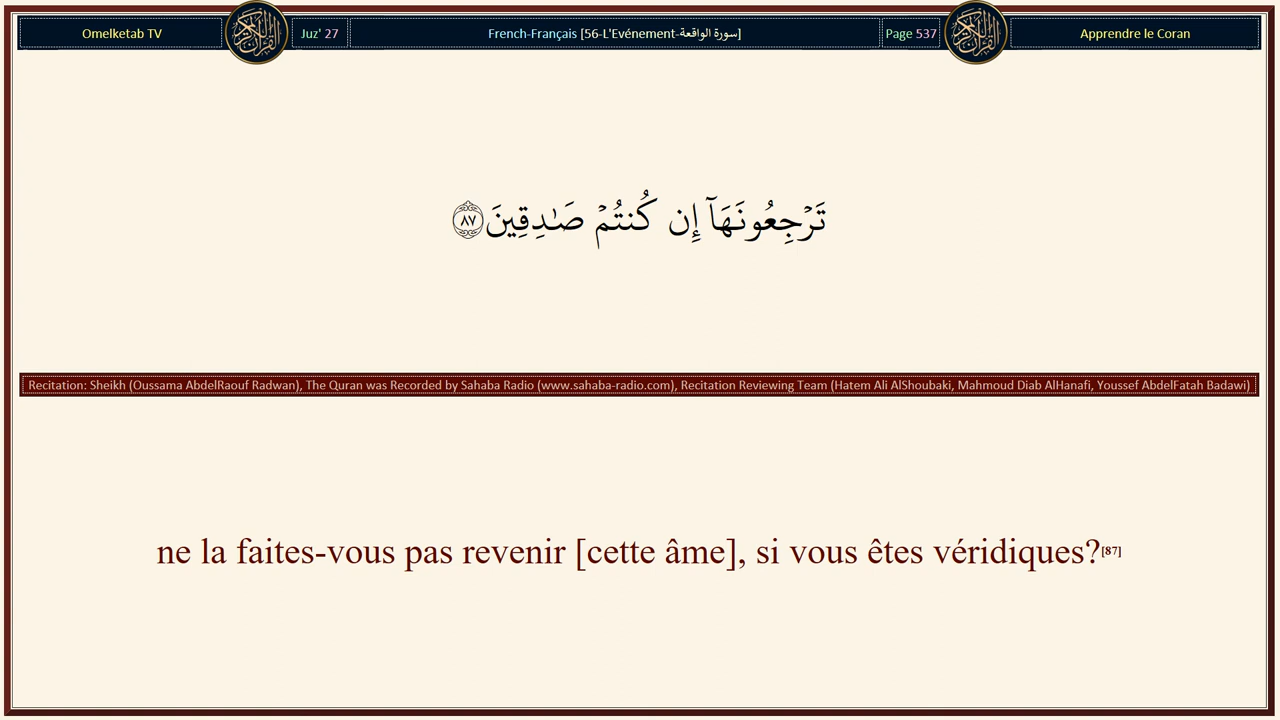 Omelketab TV
Juz' 27
French-Français [56-L'Evénement-سورة الواقعة]
Page 537
Apprendre le Coran
تَرۡجِعُونَهَآ إِن كُنتُمۡ صَٰدِقِينَ ٨٧
Recitation: Sheikh (Oussama AbdelRaouf Radwan), The Quran was Recorded by Sahaba Radio (www.sahaba-radio.com), Recitation Reviewing Team (Hatem Ali AlShoubaki, Mahmoud Diab AlHanafi, Youssef AbdelFatah Badawi)
ne la faites-vous pas revenir [cette âme], si vous êtes véridiques?[87]